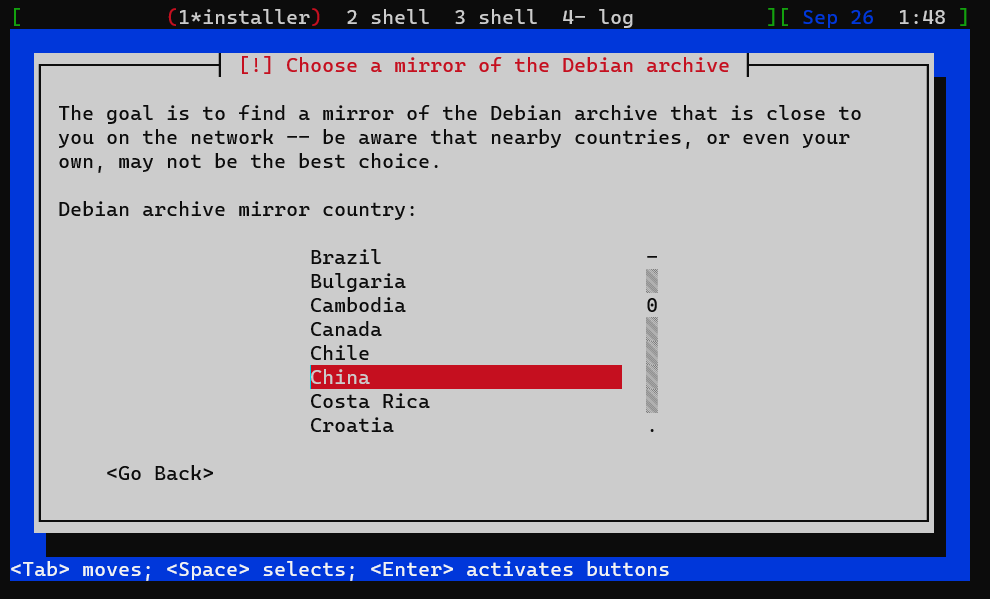 [ (1*installer) 2 shell 3 shell 4- log ][ Sep 26 1:48 ]
[!] Choose a mirror of the Debian archive
The goal is to find a mirror of the Debian archive that is close to
you on the network -- be aware that nearby countries, or even your
own, may not be the best choice.
Debian archive mirror country:
Brazil -
Bulgaria
Cambodia 0
Canada
Chile
China
Costa Rica
Croatia .
<Go Back>
<Tab> moves; <Space> selects; <Enter> activates buttons